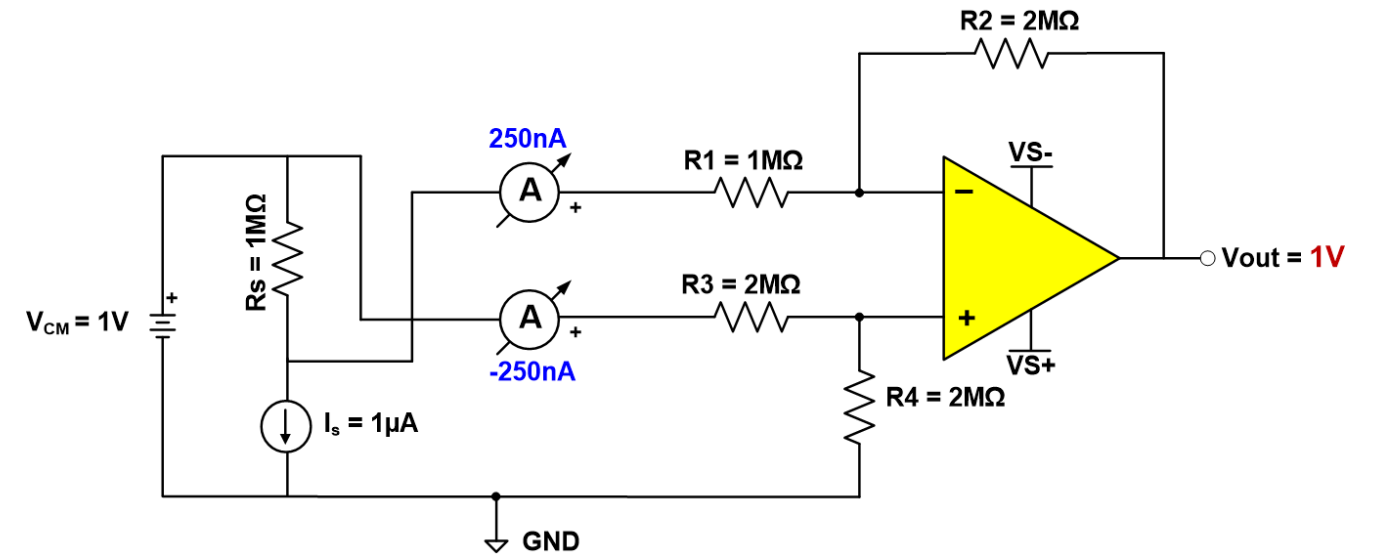 R2 = 2MΩ
250nA
A
+
R1 = 1MΩ
VS-
−
Rs = 1MΩ
+
VCM = 1V
A
+
-250nA
R3 = 2MΩ
+
Vout = 1V
VS+
R4 = 2MΩ
Is = 1µA
GND